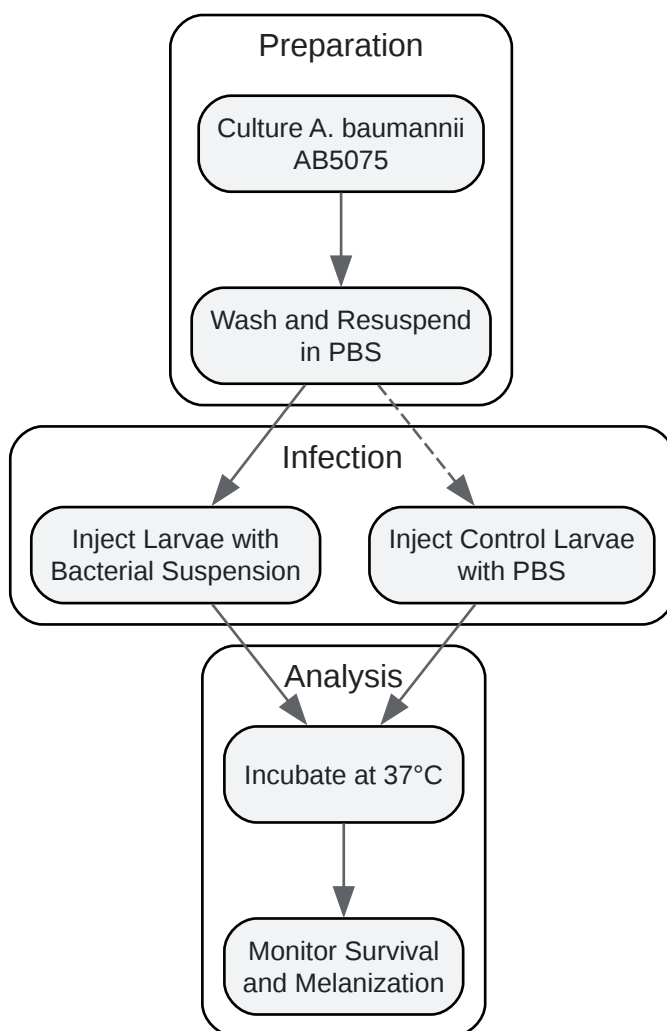 Preparation
Culture A. baumannii
AB5075
Wash and Resuspend
in PBS
Infection
Inject Larvae with
Bacterial Suspension
Inject Control Larvae
with PBS
Analysis
Incubate at 37°C
Monitor Survival
and Melanization